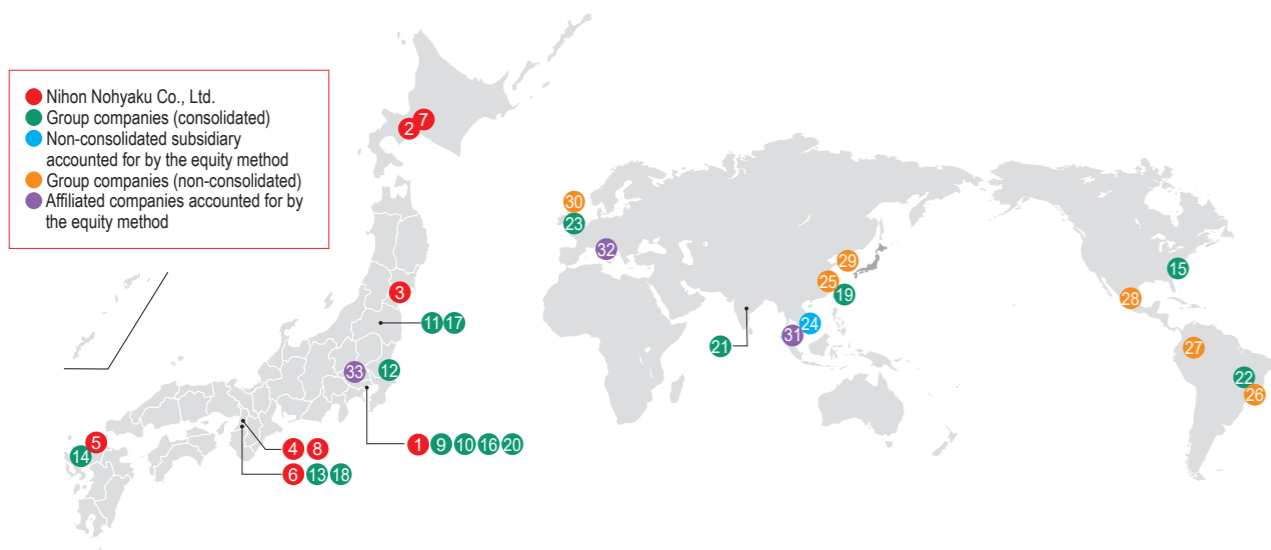 Nihon Nohyaku Co., Ltd.
Group companies (consolidated)
Non-consolidated subsidiary
accounted for by the equity method
Group companies (non-consolidated)
Affiliated companies accounted for by
the equity method
2 7
3
11 17
33 12
1 9 10 16 20
5
14
4 8
6 13 18
30
23
32
29
25
19
24
31
21
15
28
27
22
26